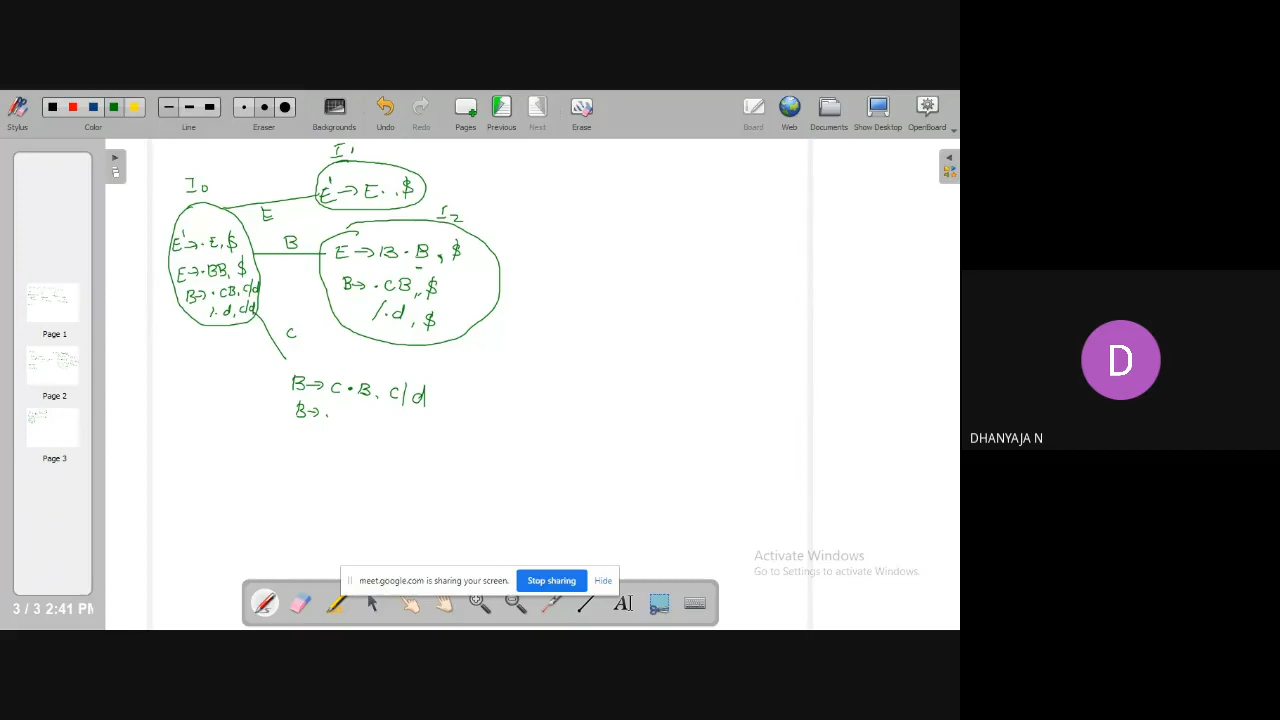 Stylus
Color
Line
Eraser
Backgrounds
Undo
Redo
Pages
Previous
Next
Erase
Board
Web
Documents
Show Desktop
OpenBoard
I₁
E' → E · , $
I₀
E
I₂
E' → · E, $
E → · BB, $
B → · cB, c/d
/ · d, c/d
B
E → B · B , $
B → · cB , $
/ · d , $
C
B → c · B , c/d
B → ·
Page 1
Page 2
Page 3
3 / 3 2:41 PM
Activate Windows
Go to Settings to activate Windows.
meet.google.com is sharing your screen.
Stop sharing
Hide
AI
D
DHANYAJA N